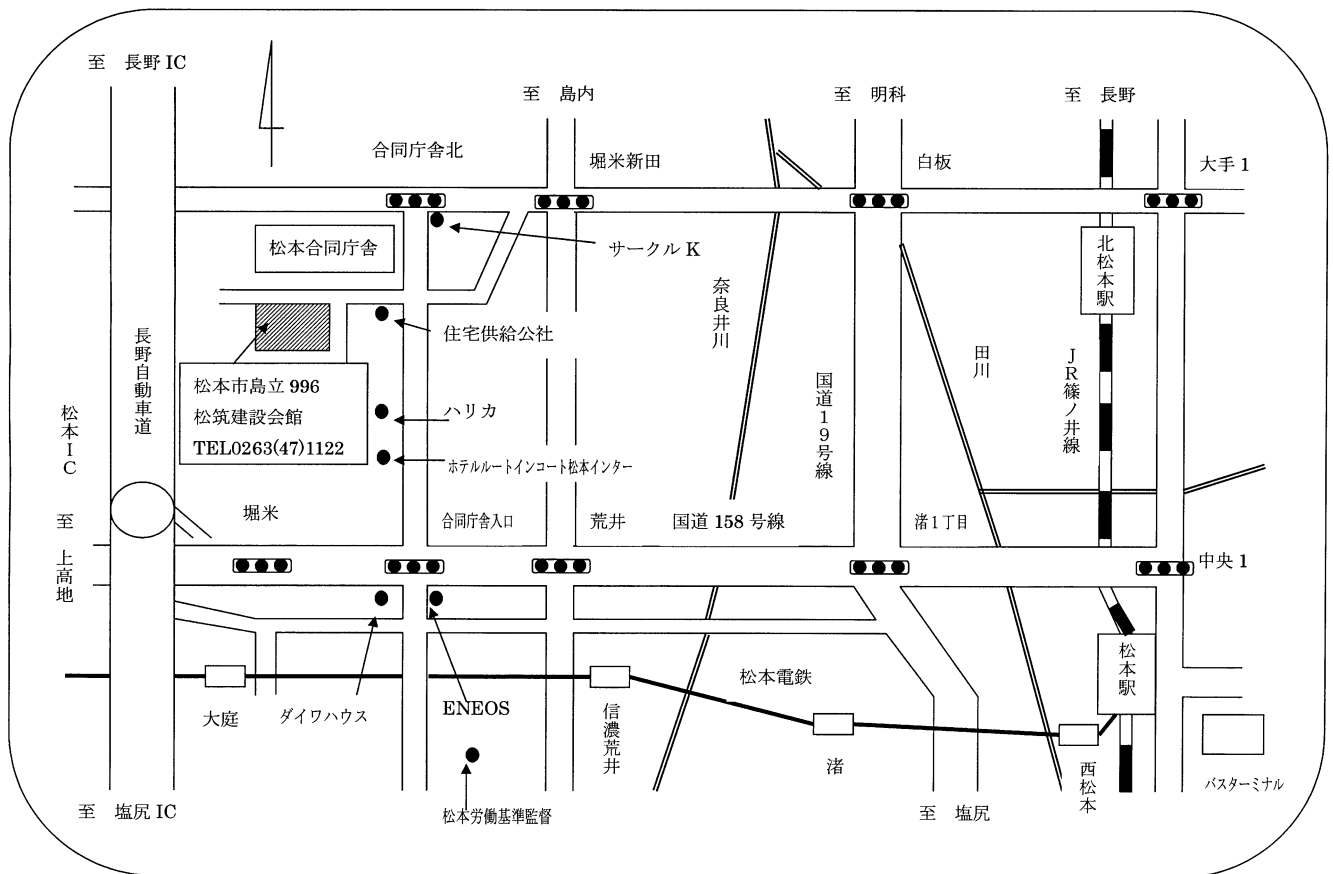 至 長野 IC
至 島内
至 明科
至 長野
合同庁舎北
堀米新田
白板
大手 1
松本合同庁舎
サークル K
北松本駅
奈良井川
住宅供給公社
長野自動車道
田川
JR篠ノ井線
国道19号線
松本市島立 996
松筑建設会館
TEL0263(47)1122
ハリカ
松本IC
ホテルルートインコート松本インター
堀米
合同庁舎入口
荒井
国道 158 号線
渚1丁目
至 上高地
中央 1
松本駅
松本電鉄
大庭
ダイワハウス
ENEOS
信濃荒井
渚
西松本
バスターミナル
至 塩尻 IC
松本労働基準監督
至 塩尻